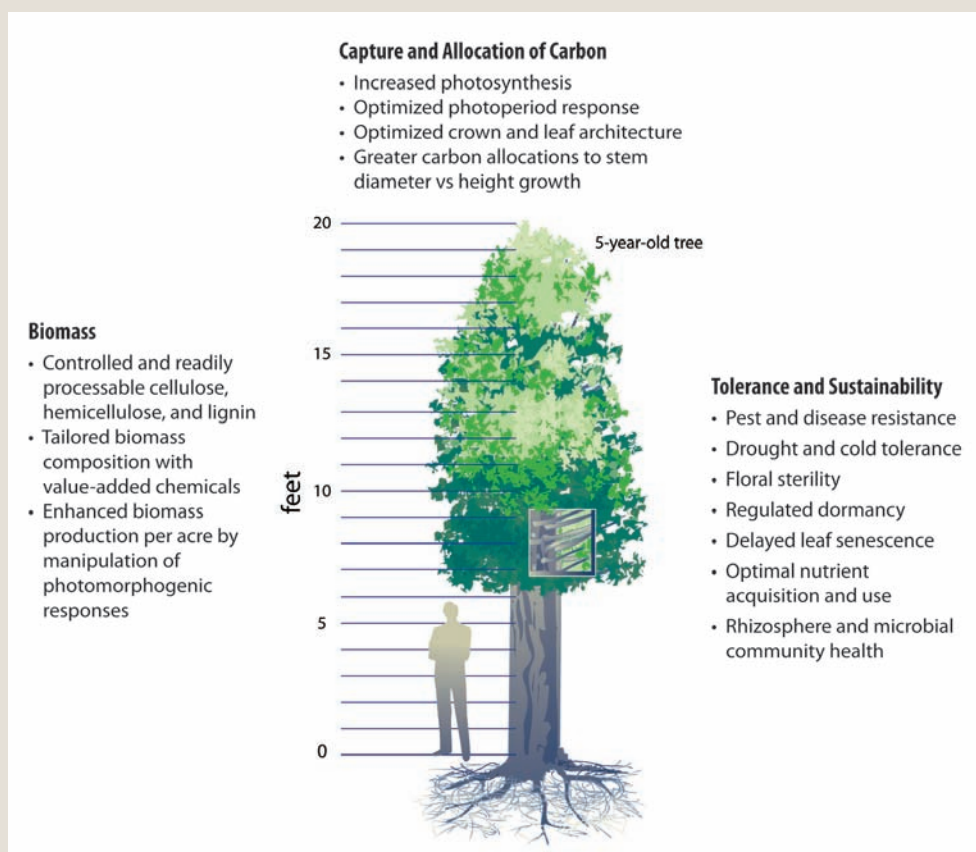 Capture and Allocation of Carbon
• Increased photosynthesis
• Optimized photoperiod response
• Optimized crown and leaf architecture
• Greater carbon allocations to stem
diameter vs height growth
20
5-year-old tree
15
10
feet
5
0
Biomass
• Controlled and readily
processable cellulose,
hemicellulose, and lignin
• Tailored biomass
composition with
value-added chemicals
• Enhanced biomass
production per acre by
manipulation of
photomorphogenic
responses
Tolerance and Sustainability
• Pest and disease resistance
• Drought and cold tolerance
• Floral sterility
• Regulated dormancy
• Delayed leaf senescence
• Optimal nutrient
acquisition and use
• Rhizosphere and microbial
community health